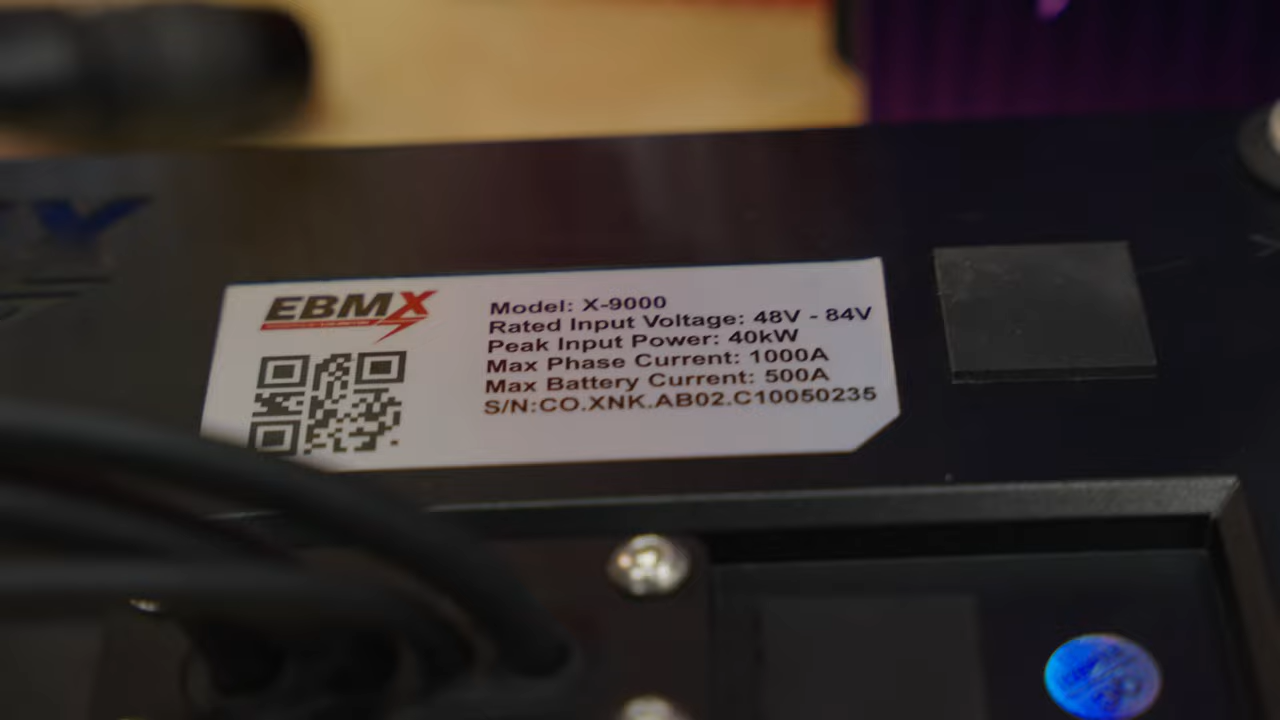 EBMX
Model: X-9000
Rated Input Voltage: 48V - 84V
Peak Input Power: 40kW
Max Phase Current: 1000A
Max Battery Current: 500A
S/N:CO.XNK.AB02.C10050235